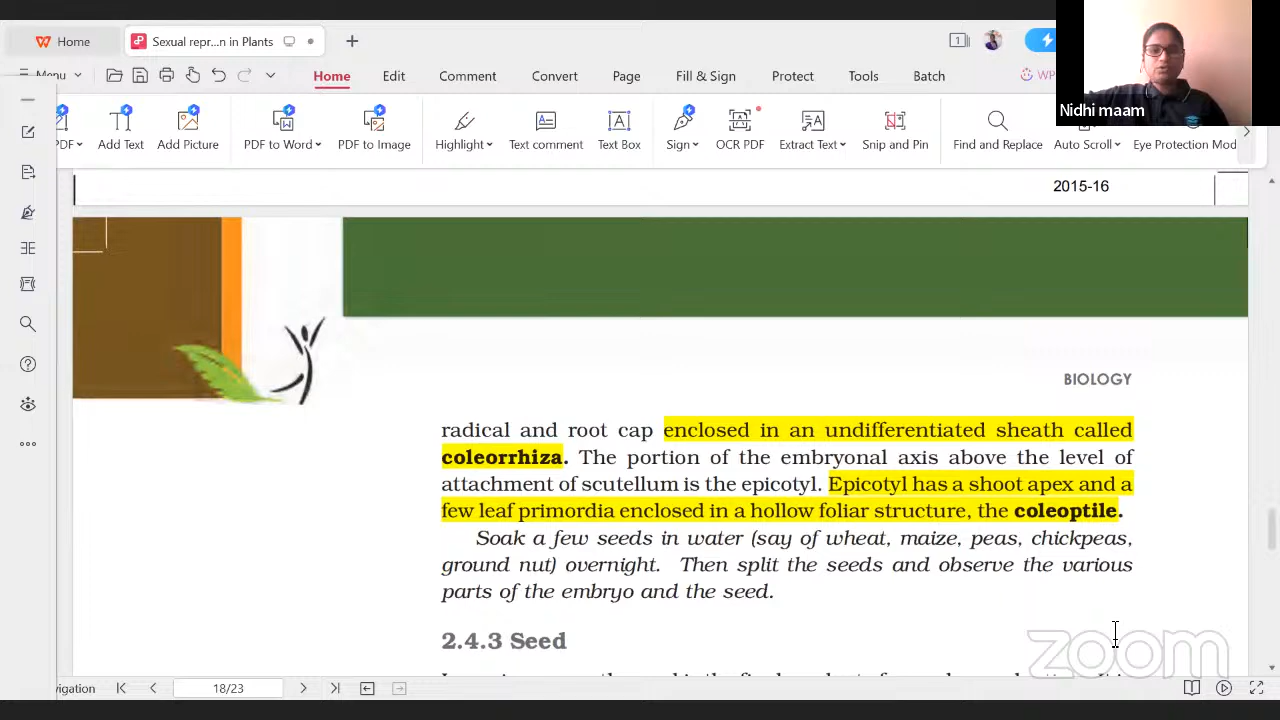 Home
Sexual repr...n in Plants
1
Menu
Home
Edit
Comment
Convert
Page
Fill & Sign
Protect
Tools
Batch
WP
Nidhi maam
PDF
Add Text
Add Picture
PDF to Word
PDF to Image
Highlight
Text comment
Text Box
Sign
OCR PDF
Extract Text
Snip and Pin
Find and Replace
Auto Scroll
Eye Protection Mod
2015-16
BIOLOGY
radical and root cap enclosed in an undifferentiated sheath called
coleorrhiza. The portion of the embryonal axis above the level of
attachment of scutellum is the epicotyl. Epicotyl has a shoot apex and a
few leaf primordia enclosed in a hollow foliar structure, the coleoptile.
Soak a few seeds in water (say of wheat, maize, peas, chickpeas,
ground nut) overnight. Then split the seeds and observe the various
parts of the embryo and the seed.
2.4.3 Seed
zoom
vigation
18/23